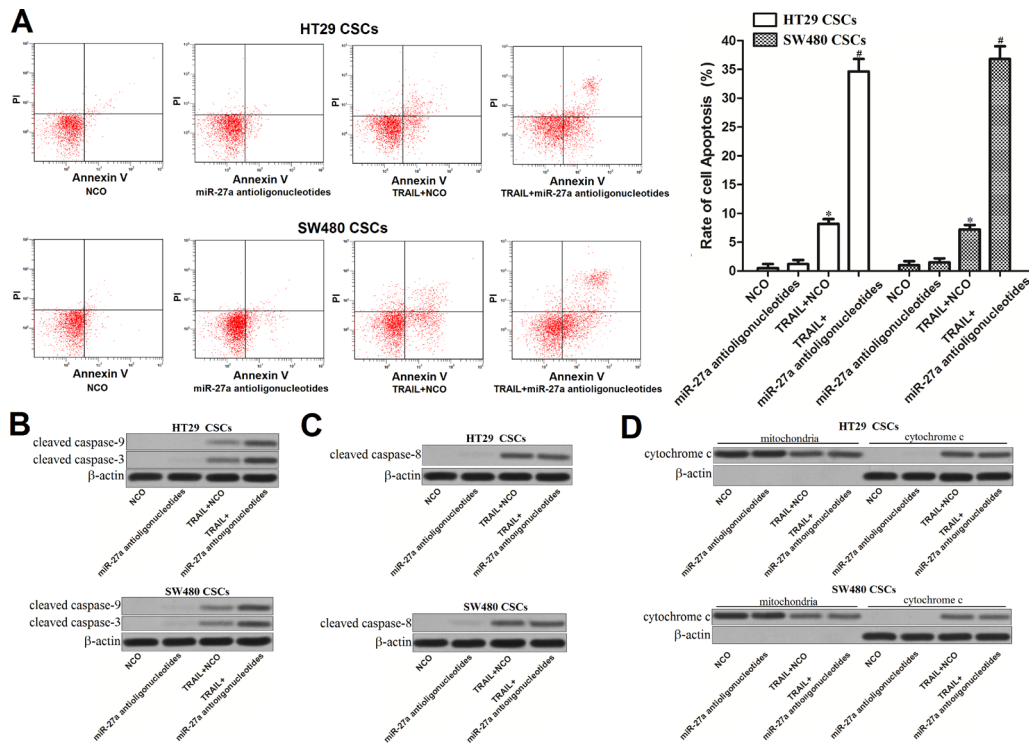 A
HT29 CSCs
PI
PI
PI
PI
Annexin V
NCO
Annexin V
miR-27a antioligonucleotides
Annexin V
TRAIL+NCO
Annexin V
TRAIL+miR-27a antioligonucleotides
SW480 CSCs
PI
PI
PI
PI
Annexin V
NCO
Annexin V
miR-27a antioligonucleotides
Annexin V
TRAIL+NCO
Annexin V
TRAIL+miR-27a antioligonucleotides
HT29 CSCs
SW480 CSCs
Rate of cell Apoptosis (%)
40
35
30
25
20
15
10
5
0
*
#
*
#
NCO
miR-27a antioligonucleotides
TRAIL+NCO
TRAIL+
miR-27a antioligonucleotides
NCO
miR-27a antioligonucleotides
TRAIL+NCO
TRAIL+
miR-27a antioligonucleotides
B
HT29 CSCs
cleaved caspase-9
cleaved caspase-3
β-actin
NCO
miR-27a antioligonucleotides
TRAIL+NCO
TRAIL+
miR-27a antioligonucleotides
SW480 CSCs
cleaved caspase-9
cleaved caspase-3
β-actin
NCO
miR-27a antioligonucleotides
TRAIL+NCO
TRAIL+
miR-27a antioligonucleotides
C
HT29 CSCs
cleaved caspase-8
β-actin
NCO
miR-27a antioligonucleotides
TRAIL+NCO
TRAIL+
miR-27a antioligonucleotides
SW480 CSCs
cleaved caspase-8
β-actin
NCO
miR-27a antioligonucleotides
TRAIL+NCO
TRAIL+
miR-27a antioligonucleotides
D
HT29 CSCs
mitochondria
cytochrome c
cytochrome c
β-actin
NCO
miR-27a antioligonucleotides
TRAIL+NCO
TRAIL+
miR-27a antioligonucleotides
NCO
miR-27a antioligonucleotides
TRAIL+NCO
TRAIL+
miR-27a antioligonucleotides
SW480 CSCs
mitochondria
cytochrome c
cytochrome c
β-actin
NCO
miR-27a antioligonucleotides
TRAIL+NCO
TRAIL+
miR-27a antioligonucleotides
NCO
miR-27a antioligonucleotides
TRAIL+NCO
TRAIL+
miR-27a antioligonucleotides